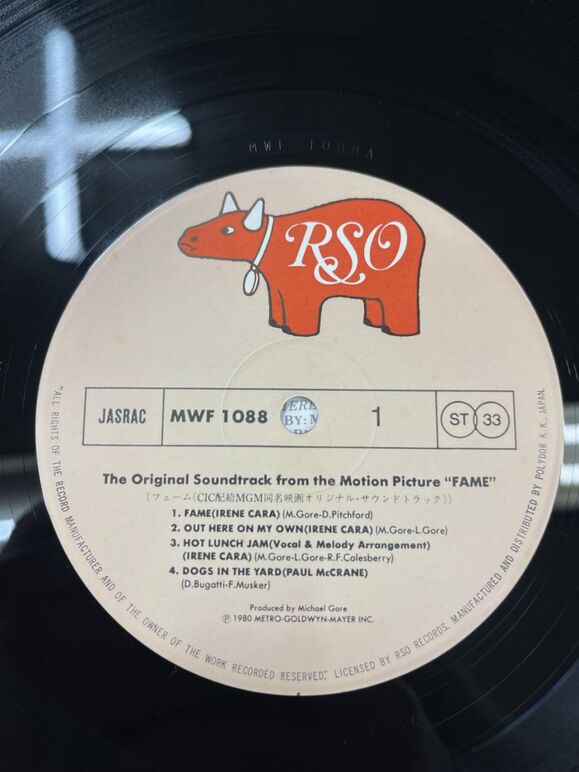 MWF 1088A
RSO
JASRAC
MWF 1088
1
ST
33
The Original Soundtrack from the Motion Picture "FAME"
(フェーム(CIC配給MGM同名映画オリジナル・サウンドトラック))
1. FAME(IRENE CARA) (M.Gore-D.Pitchford)
2. OUT HERE ON MY OWN(IRENE CARA) (M.Gore-L.Gore)
3. HOT LUNCH JAM(Vocal & Melody Arrangement)
(IRENE CARA) (M.Gore-L.Gore-R.F.Colesberry)
4. DOGS IN THE YARD(PAUL McCRANE)
(D.Bugatti-F.Musker)
Produced by Michael Gore
Ⓟ 1980 METRO-GOLDWYN-MAYER INC.
"ALL RIGHTS OF THE RECORD MANUFACTURER AND OF THE OWNER OF THE WORK RECORDED RESERVED," LICENSED BY RSO RECORDS. MANUFACTURED AND DISTRIBUTED BY POLYDOR K. K., JAPAN.